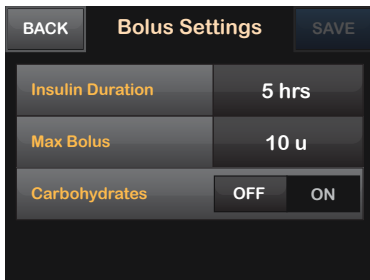 BACK Bolus Settings SAVE
Insulin Duration 5 hrs
Max Bolus 10 u
Carbohydrates OFF ON